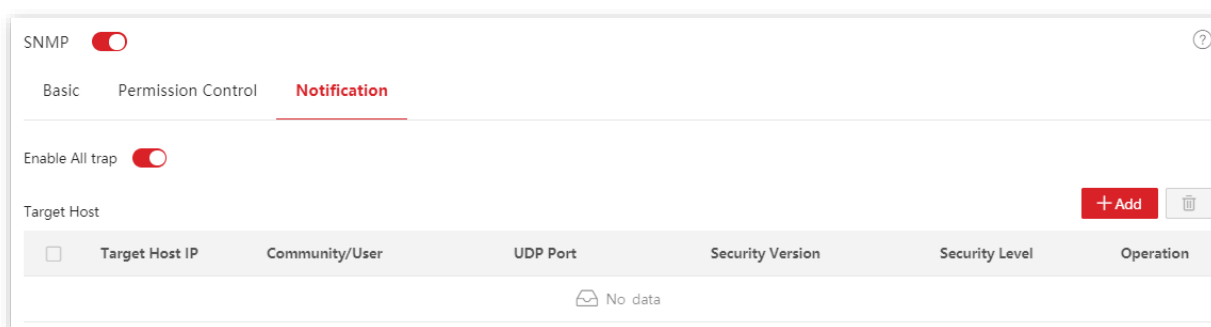 SNMP
?
Basic Permission Control Notification
Enable All trap
Target Host
+ Add
Target Host IP Community/User UDP Port Security Version Security Level Operation
No data